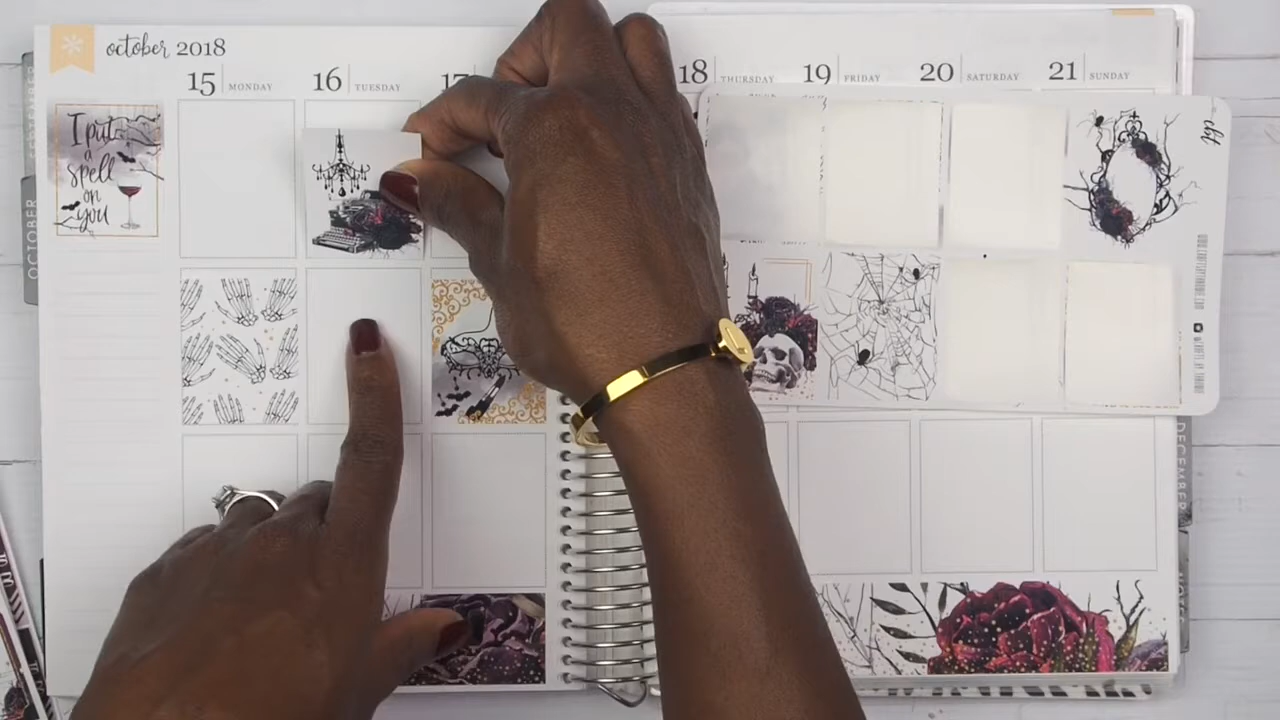 october 2018
15 MONDAY
16 TUESDAY
17
18 THURSDAY
19 FRIDAY
20 SATURDAY
21 SUNDAY
I put
a
spell
on
you
OCTOBER
DECEMBER